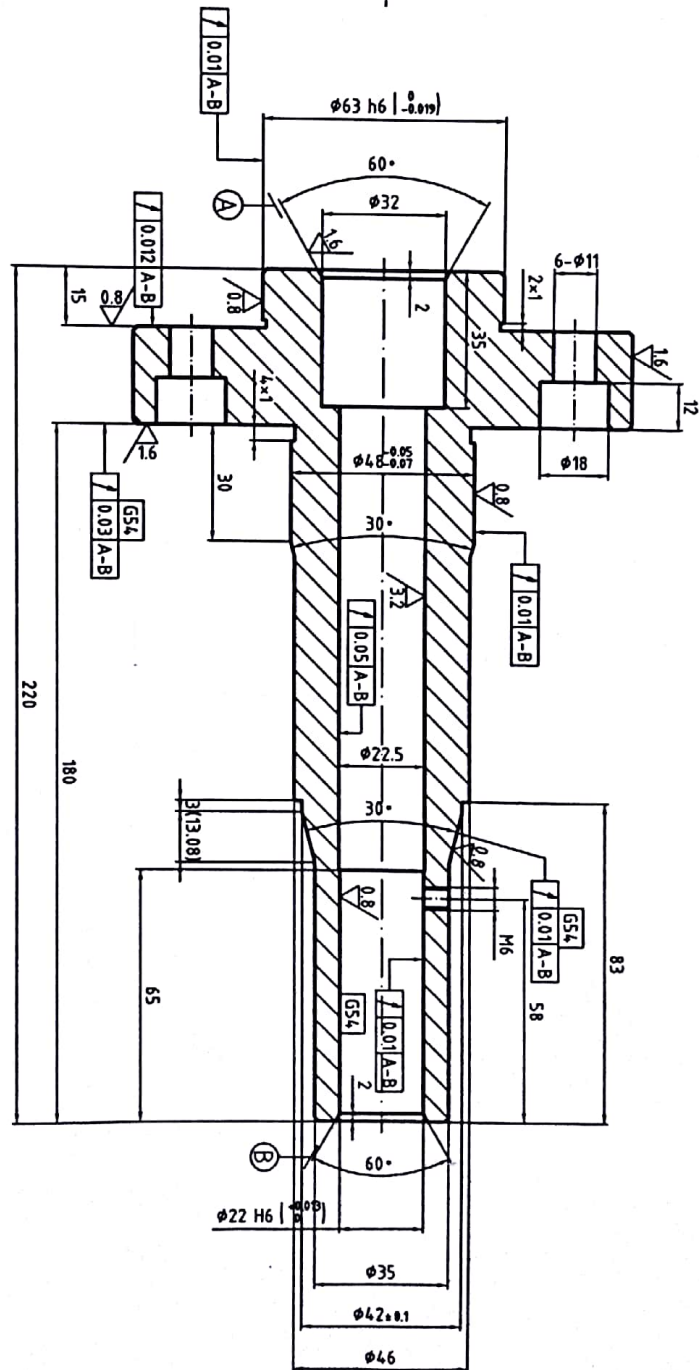 ↗ 0.01 A-B
φ63 h6 ( 0 -0.019)
60°
A
φ32
1.6
6-φ11
2×1
↗ 0.012 A-B
15
0.8
0.8
2
35
1.6
12
4×1
φ18
1.6
30
φ48 -0.05 -0.07
0.8
G54
↗ 0.03 A-B
30°
↗ 0.01 A-B
3.2
↗ 0.05 A-B
220
180
φ22.5
3(13.08)
30°
0.8
G54
↗ 0.01 A-B
0.8
M6
83
65
58
G54
↗ 0.01 A-B
2
B
60°
φ22 H6 ( +0.013 0 )
φ35
φ42±0.1
φ46